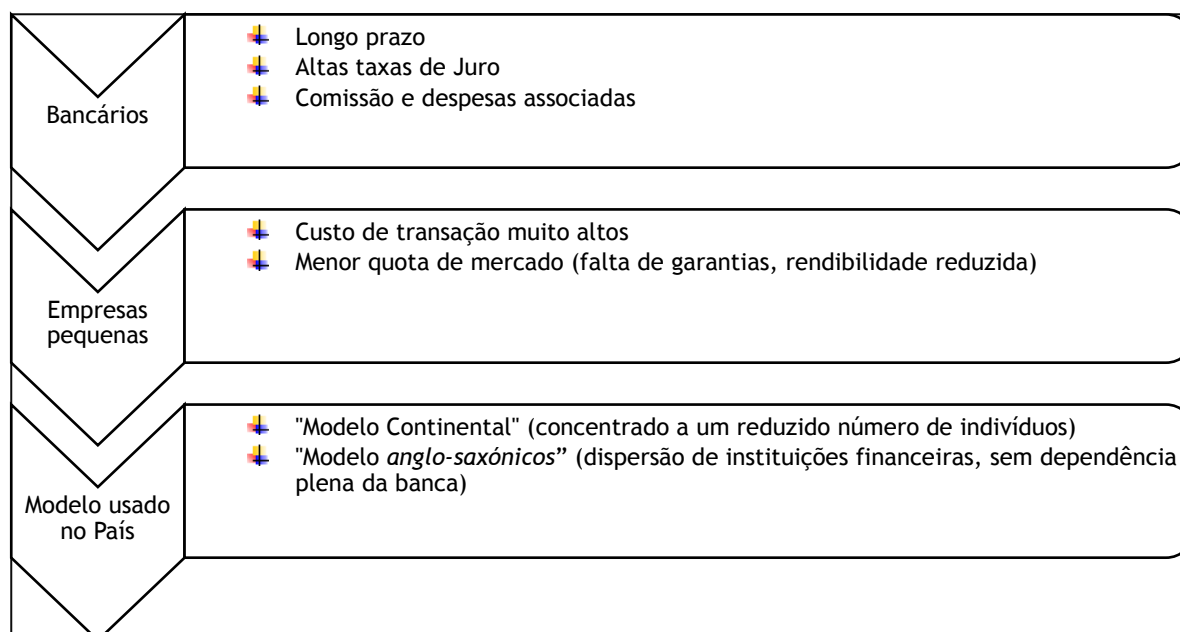 Bancários
Longo prazo
Altas taxas de Juro
Comissão e despesas associadas
Empresas
pequenas
Custo de transação muito altos
Menor quota de mercado (falta de garantias, rendibilidade reduzida)
Modelo usado
no País
"Modelo Continental" (concentrado a um reduzido número de indivíduos)
"Modelo anglo-saxónicos” (dispersão de instituições financeiras, sem dependência
plena da banca)